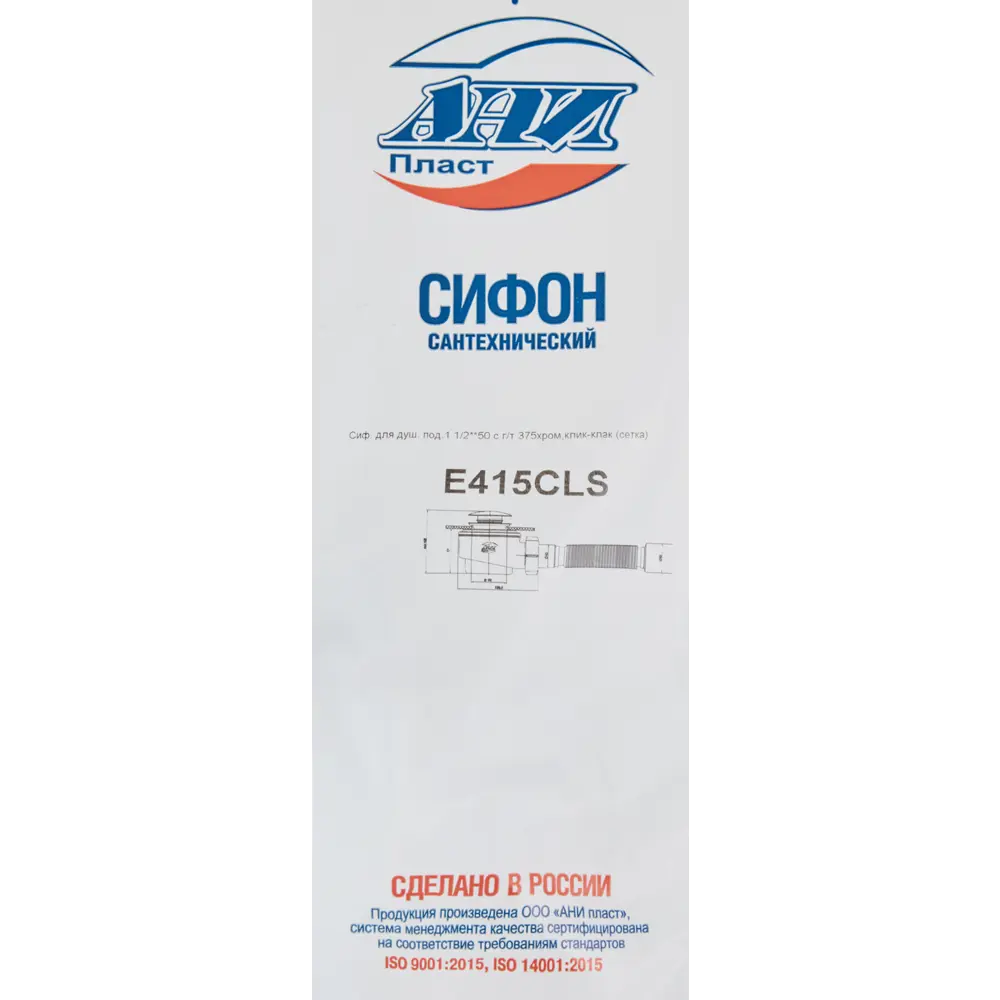 АНИ
Пласт
СИФОН
САНТЕХНИЧЕСКИЙ
Сиф. для душ. под.1 1/2**50 с г/т 375хром,клик-клак (сетка)
E415CLS
СДЕЛАНО В РОССИИ
Продукция произведена ООО «АНИ пласт»,
система менеджмента качества сертифицирована
на соответствие требованиям стандартов
ISO 9001:2015, ISO 14001:2015